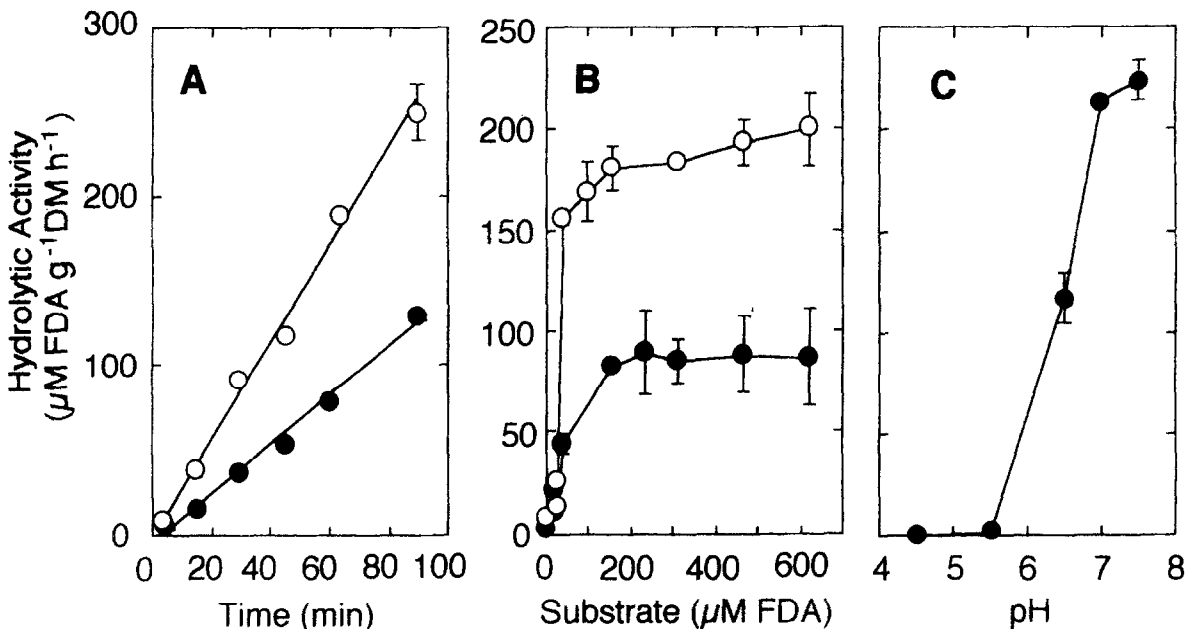 Hydrolytic Activity
(µM FDA g⁻¹DM h⁻¹)
300
200
100
0
A
0 20 40 60 80 100
Time (min)
250
200
150
100
50
0
B
0 200 400 600
Substrate (µM FDA)
C
4 5 6 7 8
pH